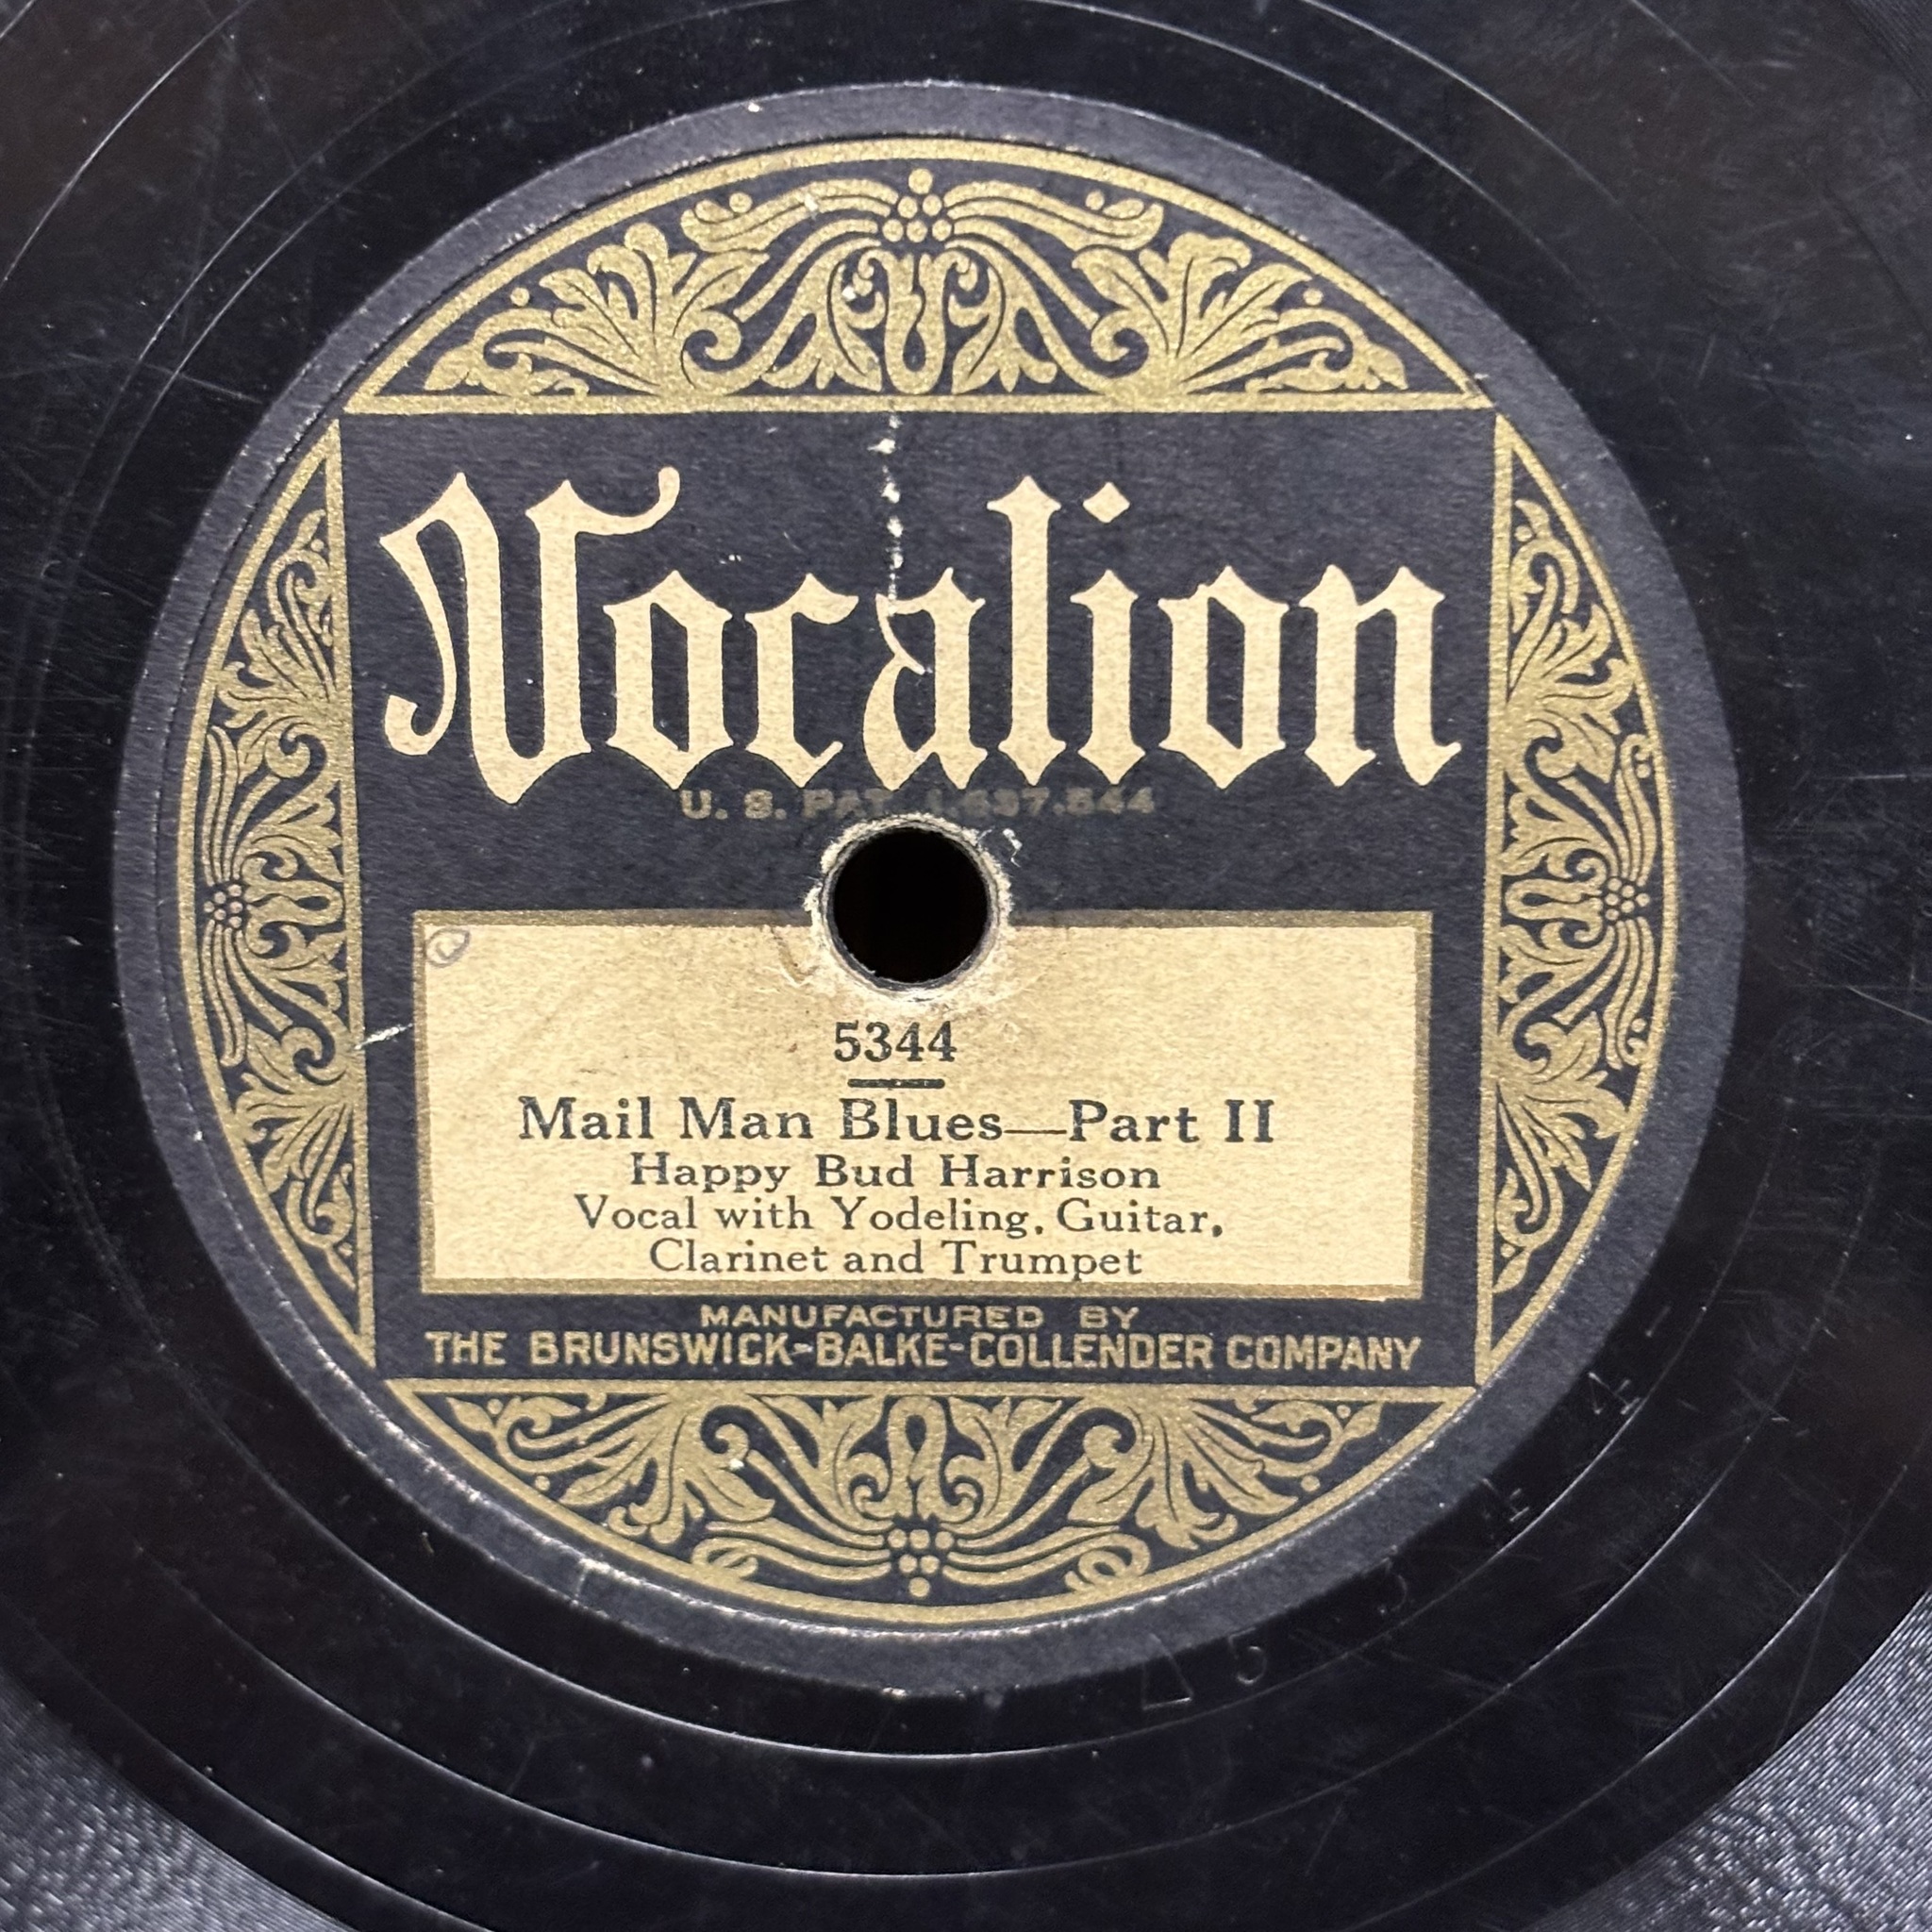 Vocalion
U. S. PAT. 1,637,544
5344
Mail Man Blues—Part II
Happy Bud Harrison
Vocal with Yodeling, Guitar,
Clarinet and Trumpet
MANUFACTURED BY
THE BRUNSWICK-BALKE-COLLENDER COMPANY